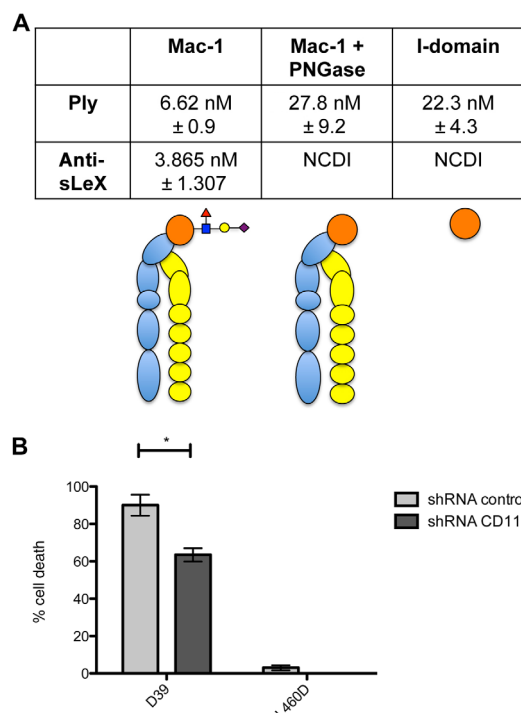 A
Mac-1
Mac-1 +
PNGase
I-domain
Ply
6.62 nM
± 0.9
27.8 nM
± 9.2
22.3 nM
± 4.3
Anti-
sLeX
3.865 nM
± 1.307
NCDI
NCDI
B
*
% cell death
100
80
60
40
20
0
shRNA contro
shRNA CD11
D39
L460D